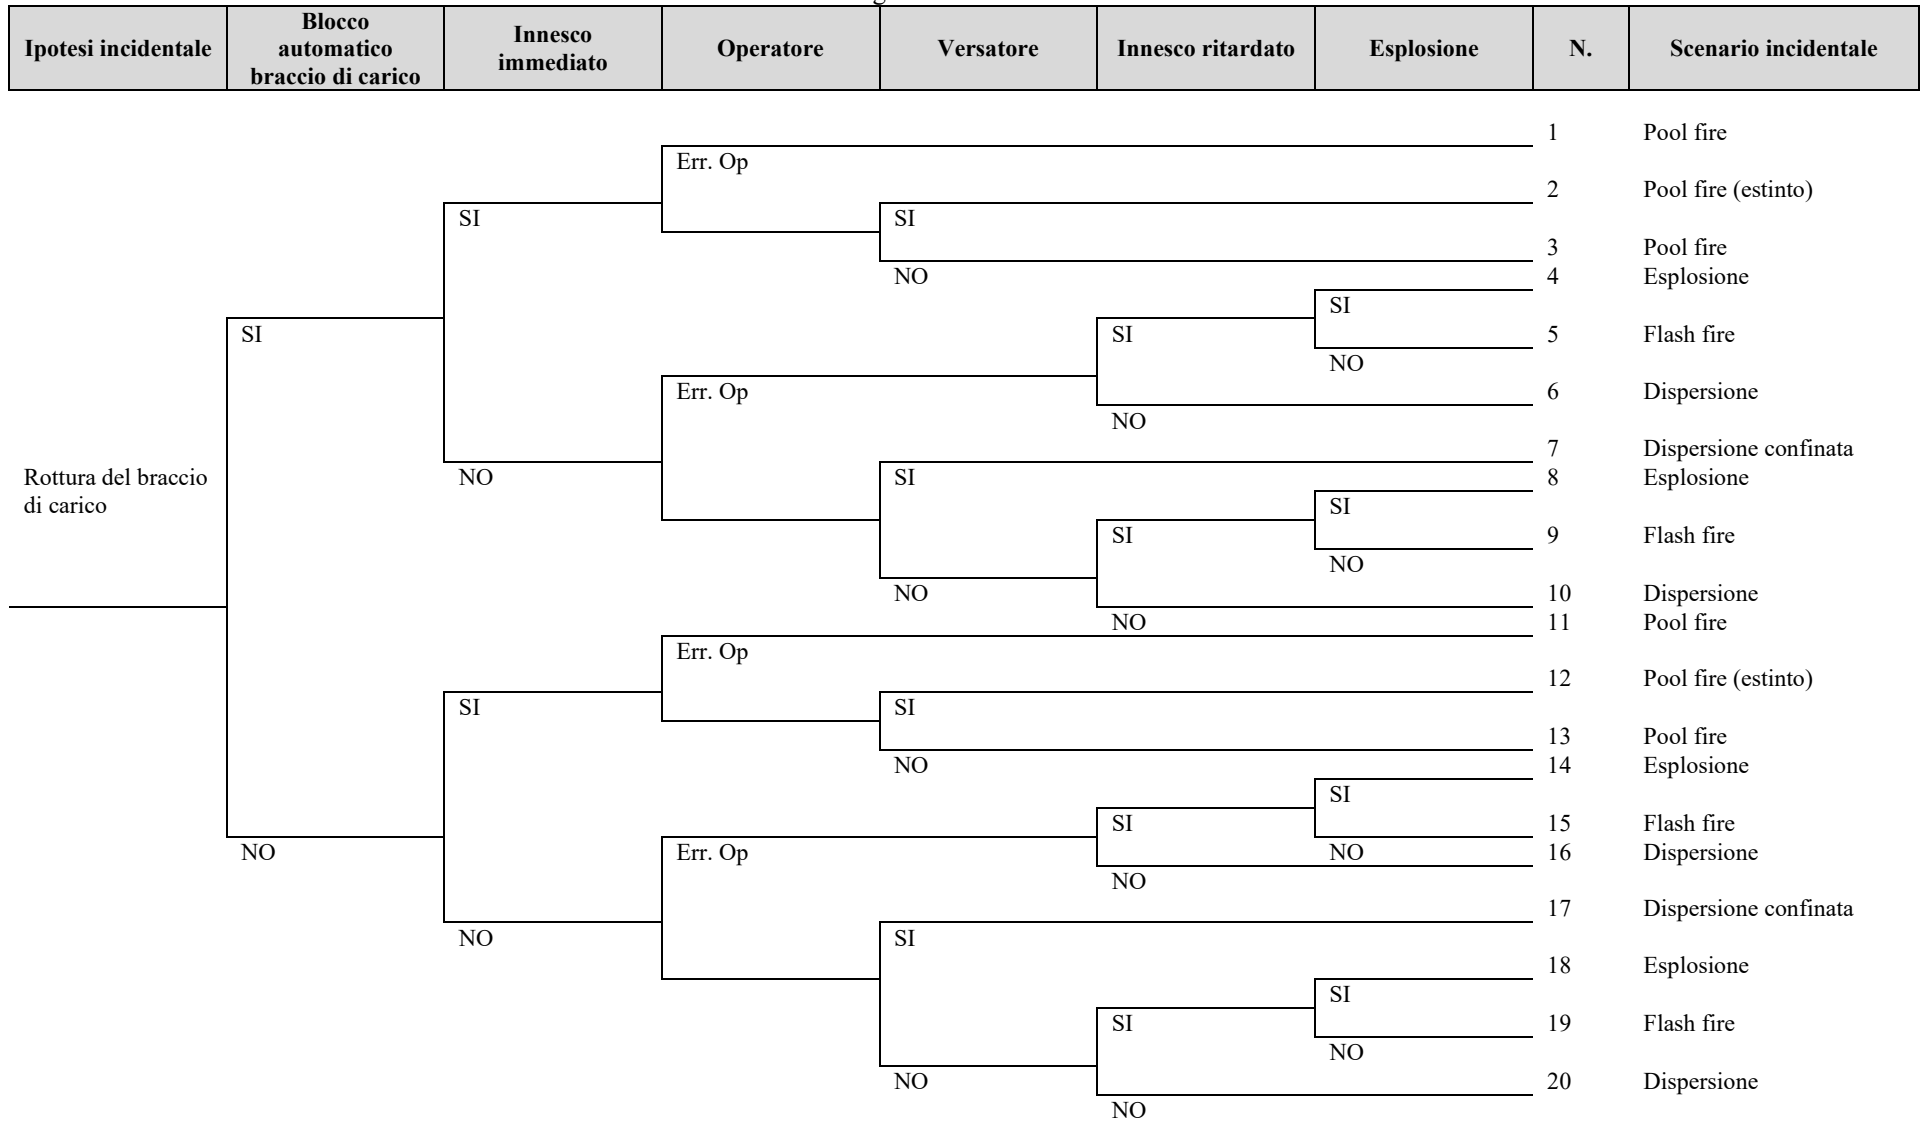 Ipotesi incidentale
Blocco
automatico
braccio di carico
Innesco
immediato
Operatore
Versatore
Innesco ritardato
Esplosione
N.
Scenario incidentale
1 Pool fire
Err. Op
2 Pool fire (estinto)
SI SI
3 Pool fire
NO 4 Esplosione
SI
SI SI 5 Flash fire
NO
Err. Op 6 Dispersione
NO
7 Dispersione confinata
Rottura del braccio NO SI 8 Esplosione
di carico SI
SI 9 Flash fire
NO
NO 10 Dispersione
NO 11 Pool fire
Err. Op
12 Pool fire (estinto)
SI SI
13 Pool fire
NO 14 Esplosione
SI
SI 15 Flash fire
NO Err. Op NO 16 Dispersione
NO
17 Dispersione confinata
NO SI
18 Esplosione
SI
SI 19 Flash fire
NO
NO 20 Dispersione
NO